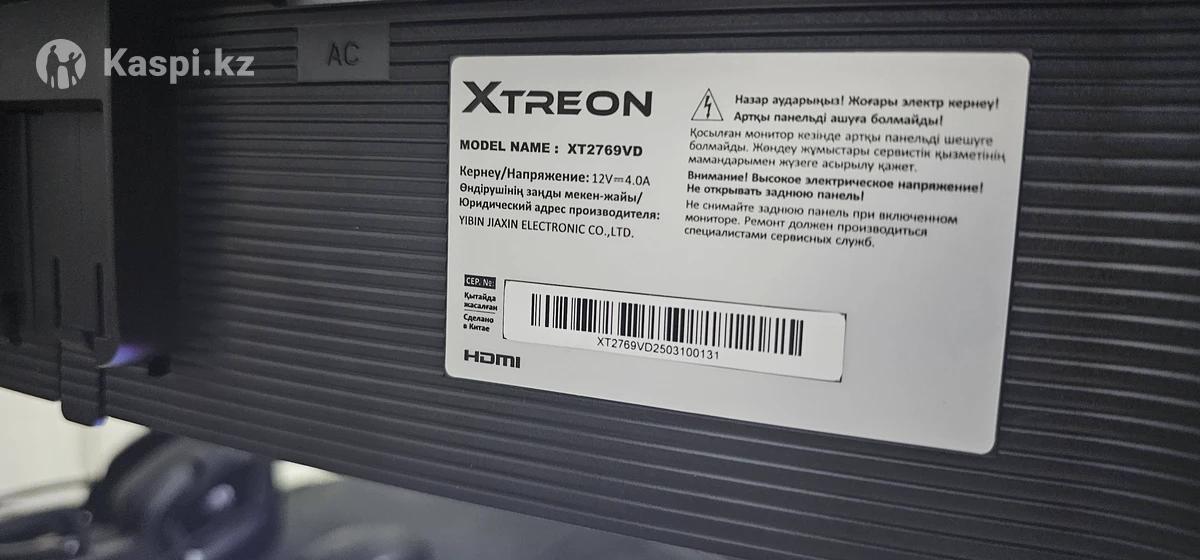 Kaspi.kz
AC
XTREON
MODEL NAME : XT2769VD
Кернеу/Напряжение: 12V⎓4.0A
Өндірушінің заңды мекен-жайы/
Юридический адрес производителя:
YIBIN JIAXIN ELECTRONIC CO.,LTD.
Назар аударыңыз! Жоғары электр кернеу!
Артқы панельді ашуға болмайды!
Қосылған монитор кезінде артқы панельді шешуге
болмайды. Жөндеу жұмыстары сервистік қызметінің
мамандарымен жүзеге асырылу қажет.
Внимание! Высокое электрическое напряжение!
Не открывать заднюю панель!
Не снимайте заднюю панель при включенном
мониторе. Ремонт должен производиться
специалистами сервисных служб.
СЕР. №:
Қытайда
жасалған
Сделано
в Китае
XT2769VD2503100131
HDMI